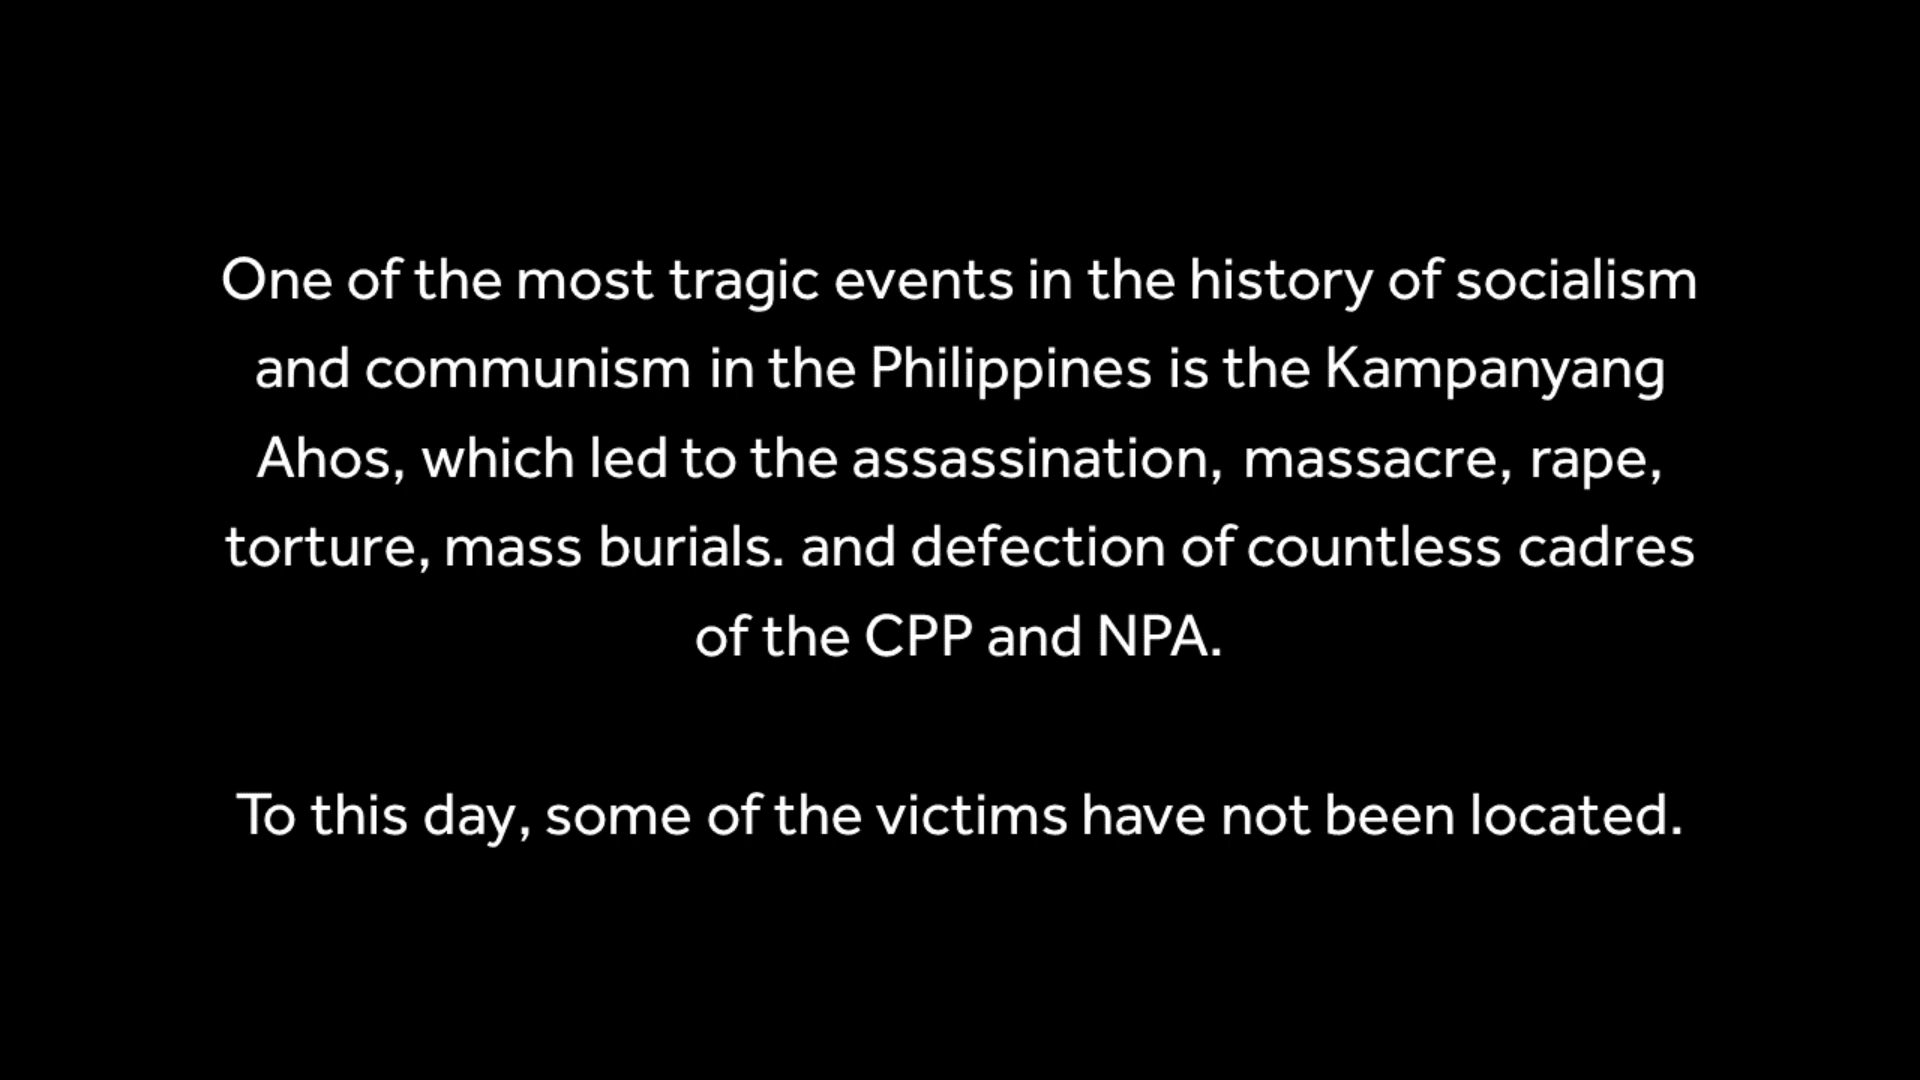 One of the most tragic events in the history of socialism
and communism in the Philippines is the Kampanyang
Ahos, which led to the assassination, massacre, rape,
torture, mass burials. and defection of countless cadres
of the CPP and NPA.
To this day, some of the victims have not been located.